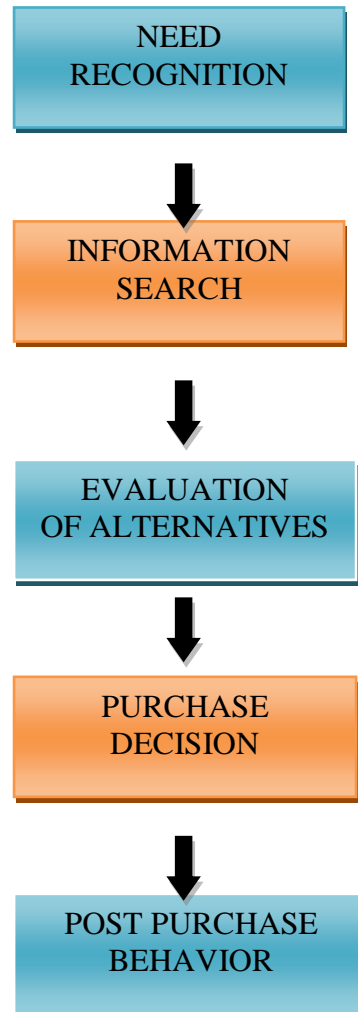 NEED
RECOGNITION
INFORMATION
SEARCH
EVALUATION
OF ALTERNATIVES
PURCHASE
DECISION
POST PURCHASE
BEHAVIOR